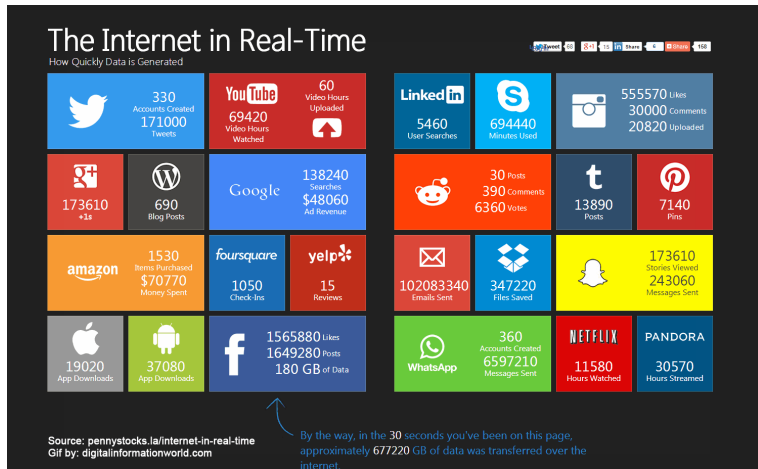 The Internet in Real-Time
How Quickly Data is Generated
Tweet 68 +1 15 in Share 6 Share 158
330
Accounts Created
171000
Tweets
YouTube
69420
Video Hours
Watched
60
Video Hours
Uploaded
LinkedIn
5460
User Searches
S
694440
Minutes Used
555570 Likes
30000 Comments
20820 Uploaded
g+
173610
+1s
W
690
Blog Posts
Google
138240
Searches
$48060
Ad Revenue
30 Posts
390 Comments
6360 Votes
t
13890
Posts
7140
Pins
amazon
1530
Items Purchased
$70770
Money Spent
foursquare
1050
Check-Ins
yelp
15
Reviews
102083340
Emails Sent
347220
Files Saved
173610
Stories Viewed
243060
Messages Sent
19020
App Downloads
37080
App Downloads
f
1565880 Likes
1649280 Posts
180 GB of Data
WhatsApp
360
Accounts Created
6597210
Messages Sent
NETFLIX
11580
Hours Watched
PANDORA
30570
Hours Streamed
By the way, in the 30 seconds you've been on this page,
approximately 677220 GB of data was transferred over the
internet.
Source: pennystocks.la/internet-in-real-time
Gif by: digitalinformationworld.com